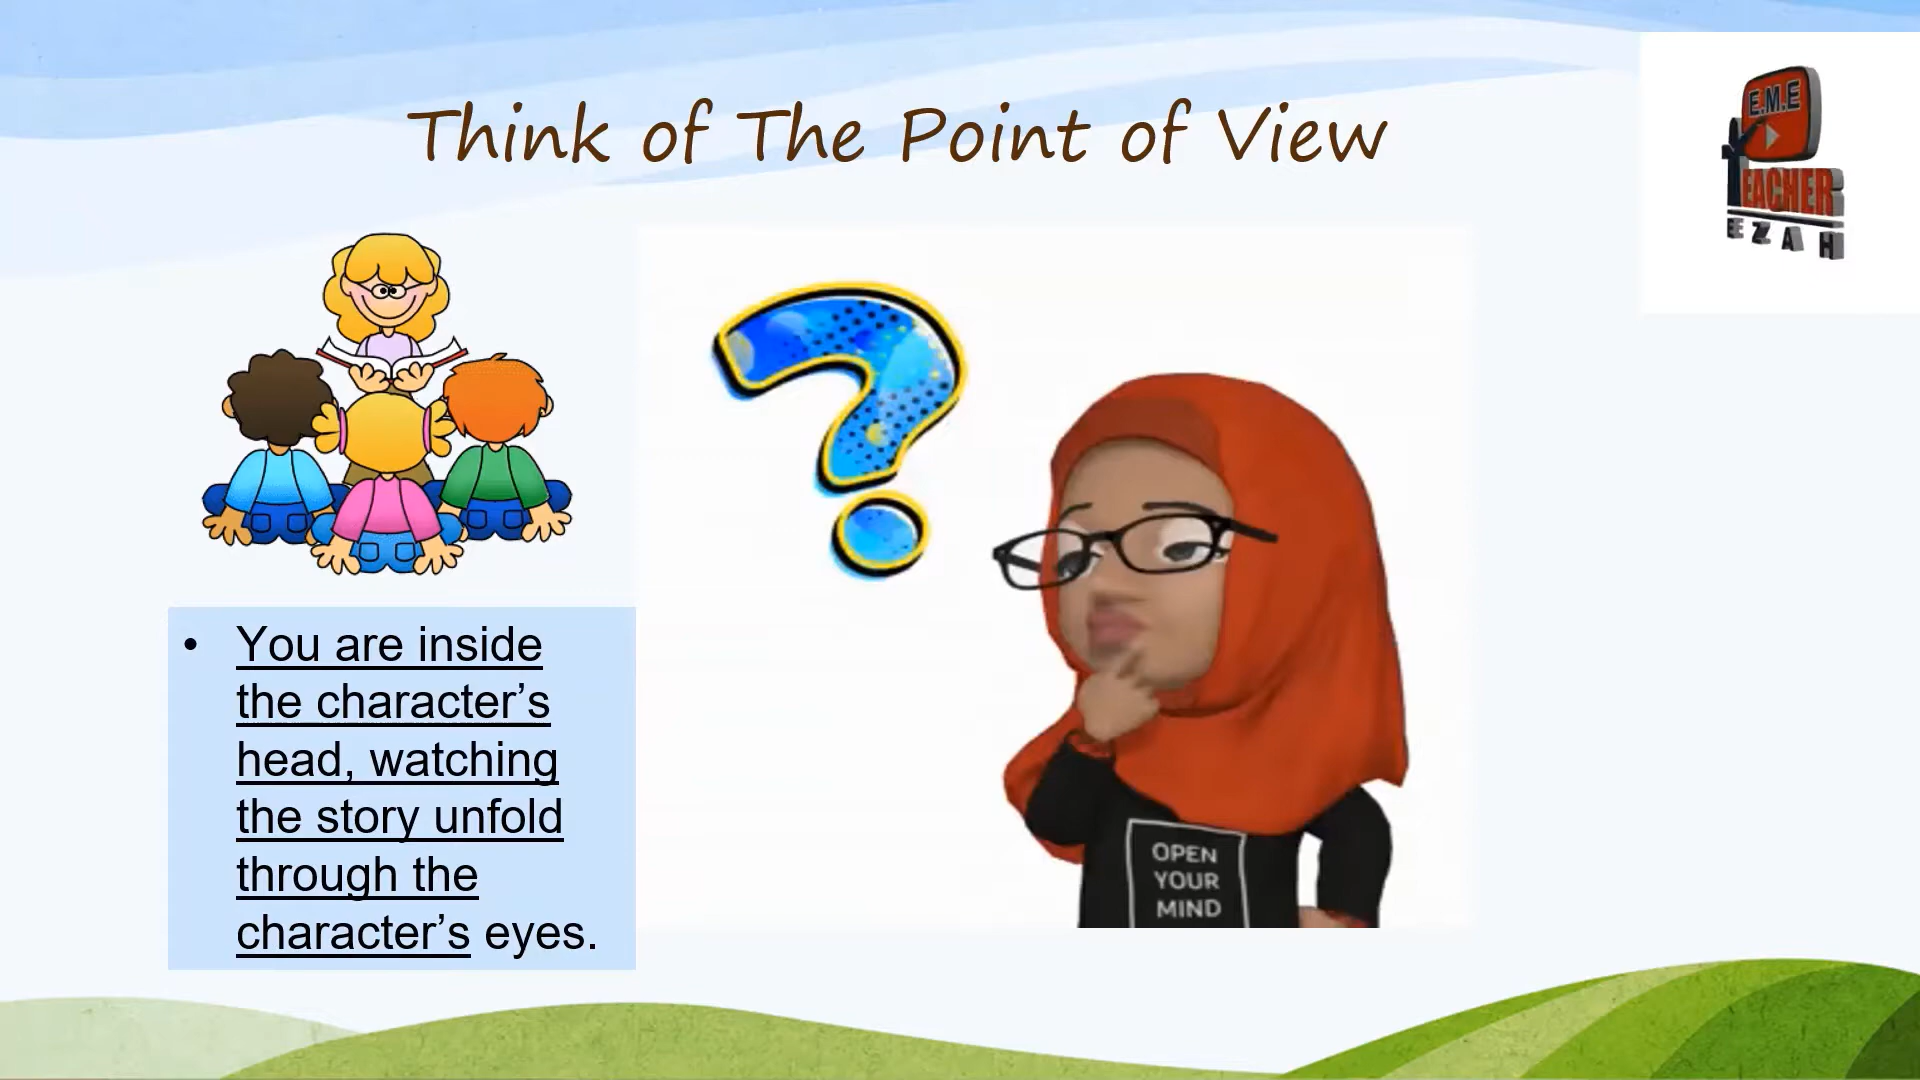 Think of The Point of View
E.M.E
TEACHER
EZAH
• You are inside
the character’s
head, watching
the story unfold
through the
character’s eyes.
OPEN
YOUR
MIND